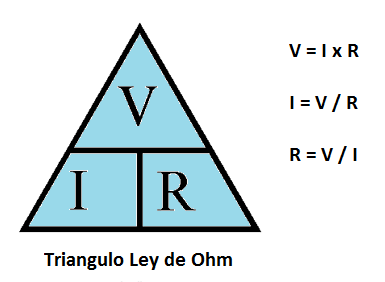 V
I R
Triangulo Ley de Ohm
V = I x R
I = V / R
R = V / I